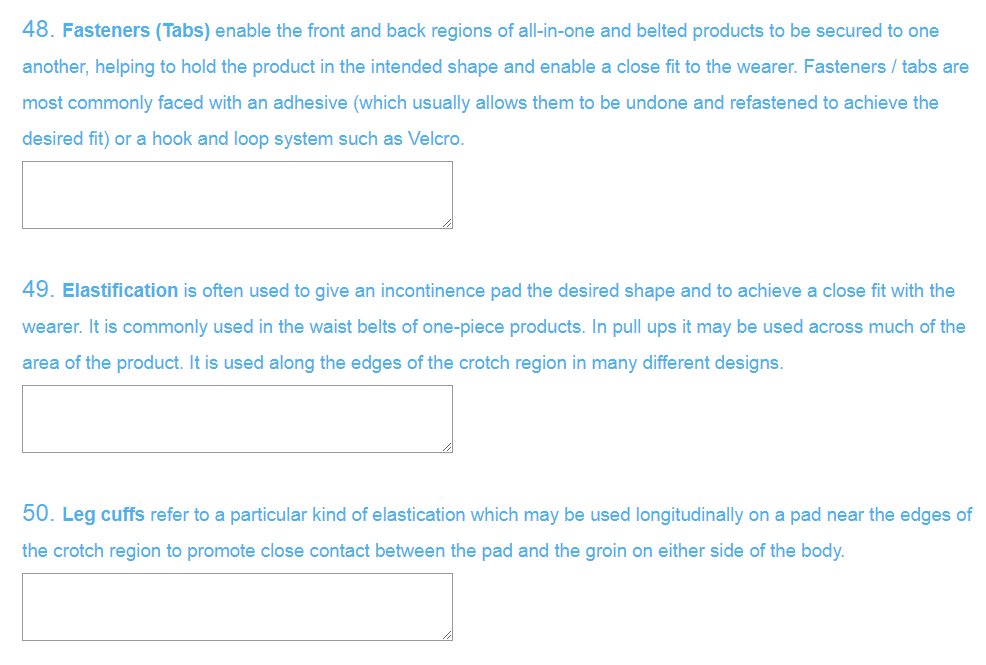 48. Fasteners (Tabs) enable the front and back regions of all-in-one and belted products to be secured to one
another, helping to hold the product in the intended shape and enable a close fit to the wearer. Fasteners / tabs are
most commonly faced with an adhesive (which usually allows them to be undone and refastened to achieve the
desired fit) or a hook and loop system such as Velcro.
49. Elastification is often used to give an incontinence pad the desired shape and to achieve a close fit with the
wearer. It is commonly used in the waist belts of one-piece products. In pull ups it may be used across much of the
area of the product. It is used along the edges of the crotch region in many different designs.
50. Leg cuffs refer to a particular kind of elastication which may be used longitudinally on a pad near the edges of
the crotch region to promote close contact between the pad and the groin on either side of the body.